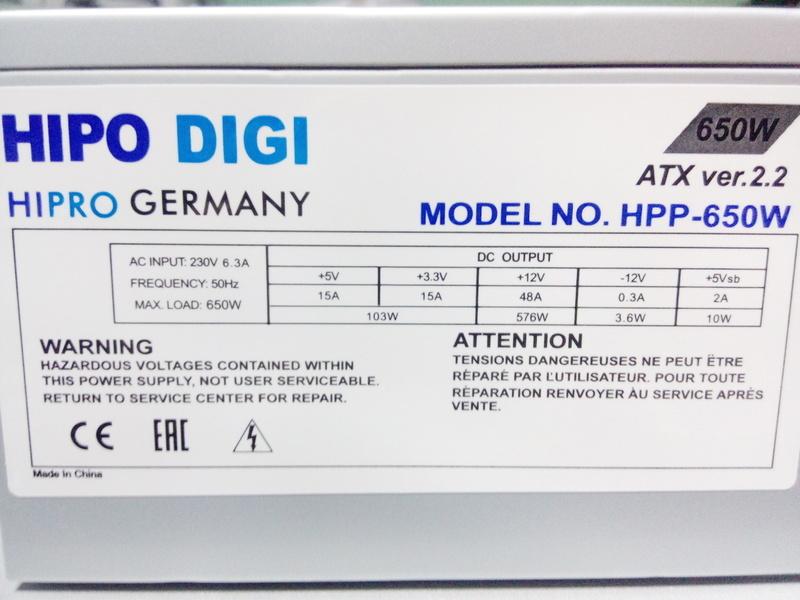 HIPO DIGI
650W
ATX ver.2.2
HIPRO GERMANY
MODEL NO. HPP-650W
AC INPUT: 230V 6.3A
FREQUENCY: 50Hz
MAX. LOAD: 650W
DC OUTPUT
+5V +3.3V +12V -12V +5Vsb
15A 15A 48A 0.3A 2A
103W 576W 3.6W 10W
WARNING
HAZARDOUS VOLTAGES CONTAINED WITHIN
THIS POWER SUPPLY, NOT USER SERVICEABLE.
RETURN TO SERVICE CENTER FOR REPAIR.
ATTENTION
TENSIONS DANGEREUSES NE PEUT ËTRE
RÉPARÉ PAR L'UTILISATEUR. POUR TOUTE
RÉPARATION RENVOYER ÀU SERVICE APRÉS
VENTE.
CE EAC
Made in China